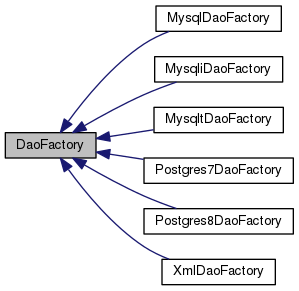 MysqlDaoFactory
MysqliDaoFactory
MysqltDaoFactory
DaoFactory
Postgres7DaoFactory
Postgres8DaoFactory
XmlDaoFactory